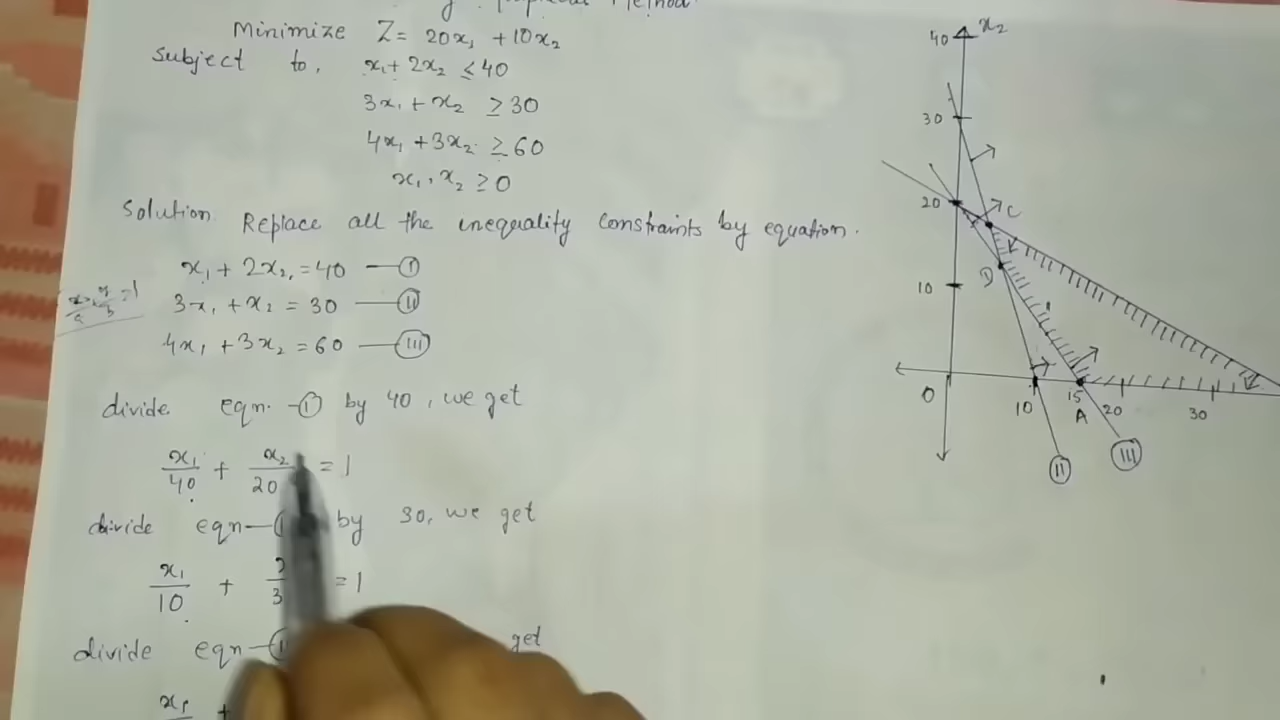 Method
Minimize Z = 20x₁ + 10x₂
Subject to, x₁ + 2x₂ ≤ 40
3x₁ + x₂ ≥ 30
4x₁ + 3x₂ ≥ 60
x₁, x₂ ≥ 0
Solution Replace all the inequality constraints by equation.
x₁ + 2x₂ = 40 — Ⓘ
3x₁ + x₂ = 30 — ⓘⓘ
4x₁ + 3x₂ = 60 — ⓘⓘⓘ
divide eqn. — Ⓘ by 40, we get
x₁/40 + x₂/20 = 1
divide eqn — by 30, we get
x₁/10 + = 1
divide eqn — get
x₁ +
x₂
40
30
20
10
C
D
O
10
15
A
20
30
II
III